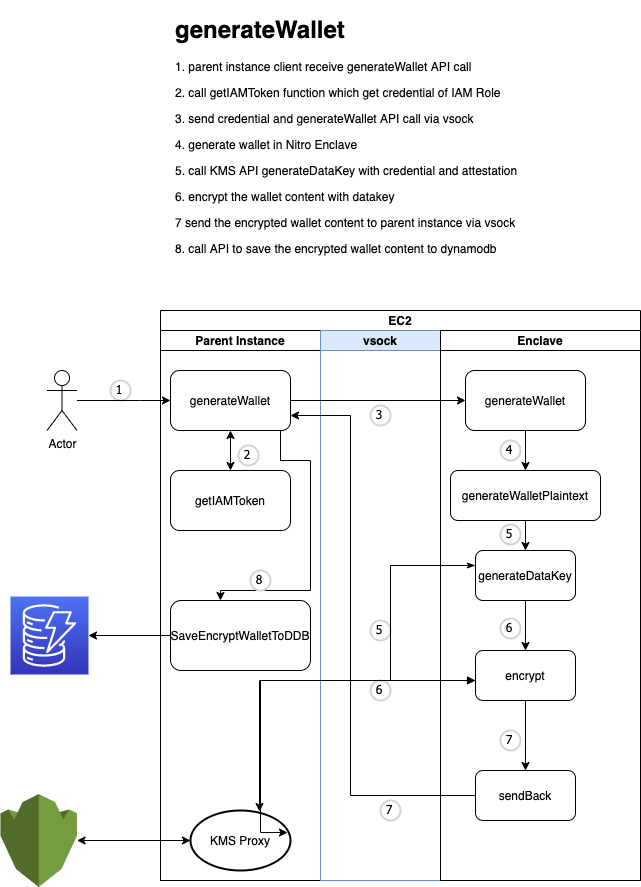 generateWallet
1. parent instance client receive generateWallet API call
2. call getIAMToken function which get credential of IAM Role
3. send credential and generateWallet API call via vsock
4. generate wallet in Nitro Enclave
5. call KMS API generateDataKey with credential and attestation
6. encrypt the wallet content with datakey
7 send the encrypted wallet content to parent instance via vsock
8. call API to save the encrypted wallet content to dynamodb
EC2
Parent Instance
vsock
Enclave
1
generateWallet
3
generateWallet
Actor
2
4
getIAMToken
generateWalletPlaintext
5
8
generateDataKey
SaveEncryptWalletToDDB
5
6
encrypt
6
7
sendBack
7
KMS Proxy